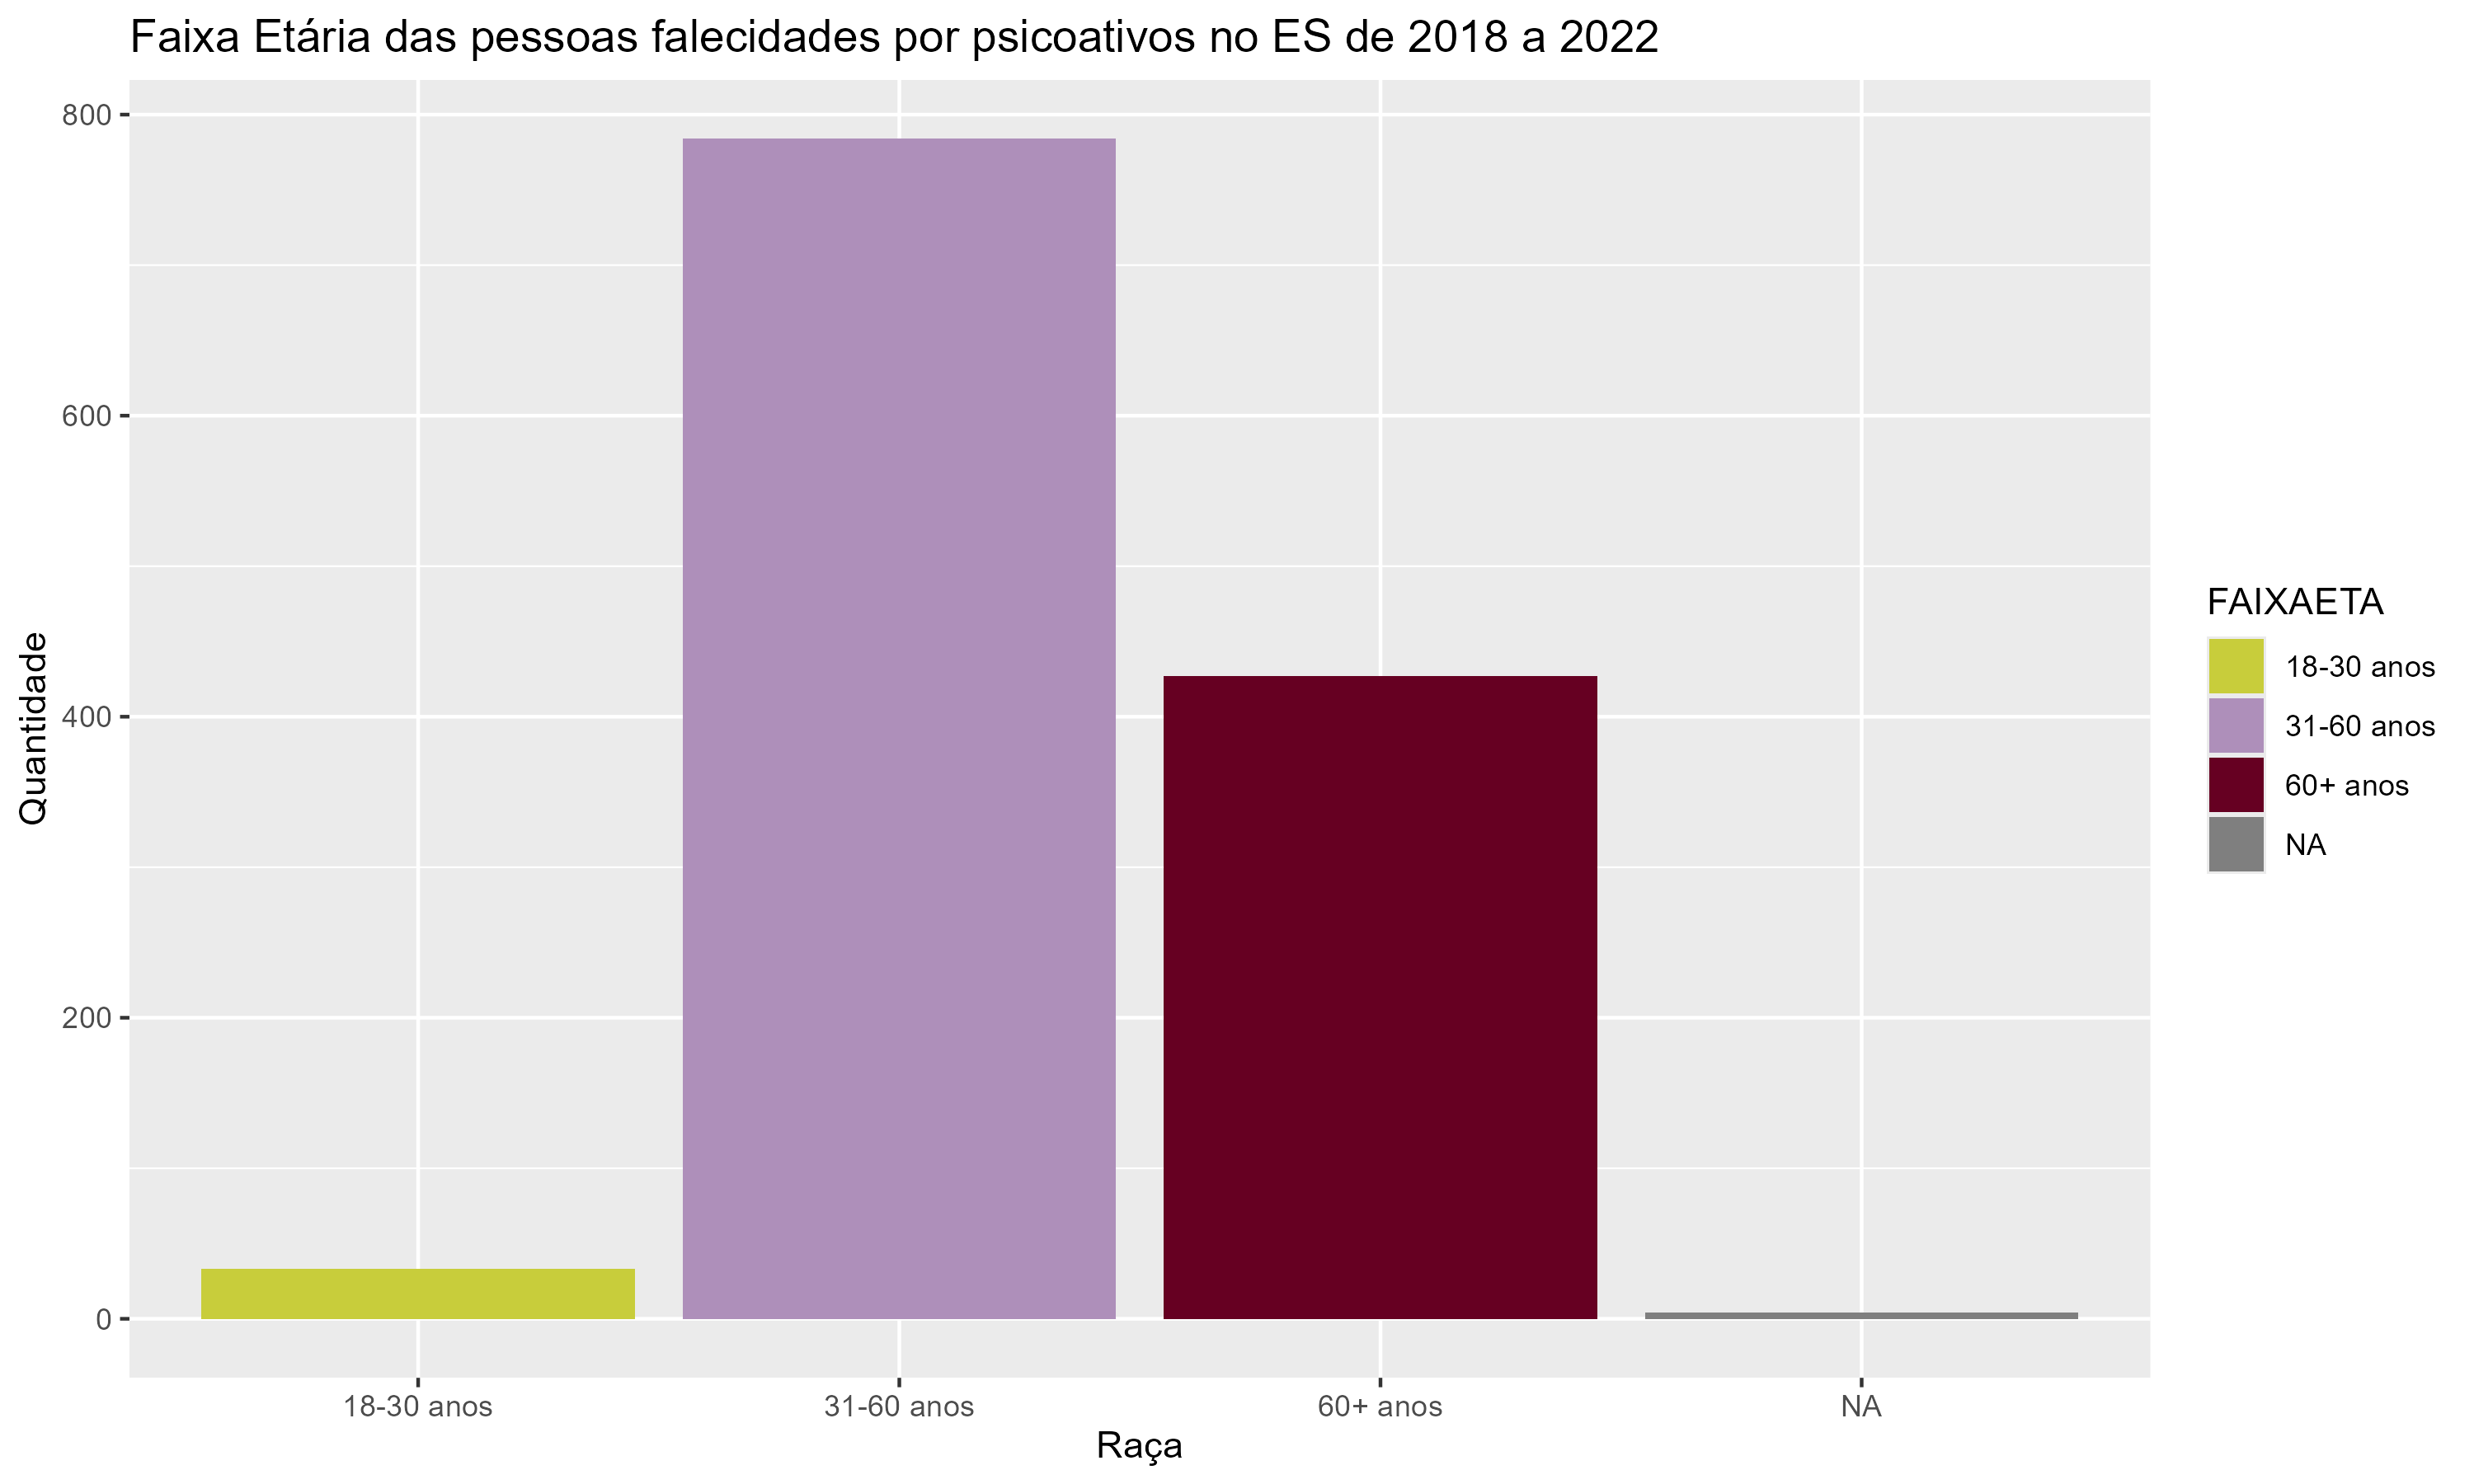 Faixa Etária das pessoas falecidades por psicoativos no ES de 2018 a 2022
800
600
400
200
0
Quantidade
18-30 anos
31-60 anos
60+ anos
NA
Raça
FAIXAETA
18-30 anos
31-60 anos
60+ anos
NA